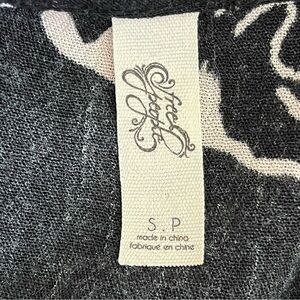 free
people
S . P
made in china
fabriqué en chine